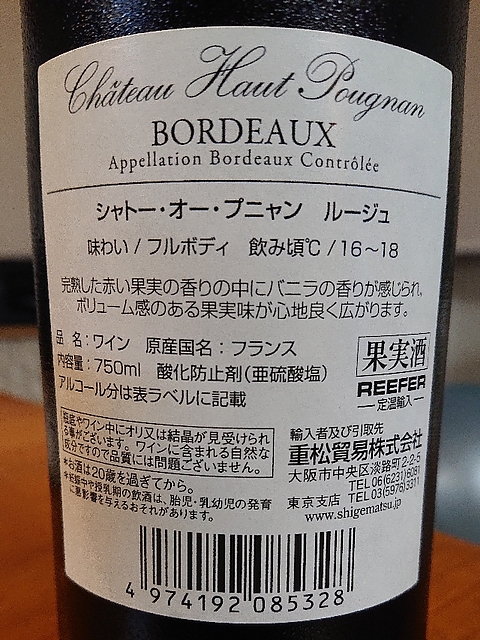 Château Haut Pougnan
BORDEAUX
Appellation Bordeaux Contrôlée
シャトー・オー・プニャン ルージュ
味わい / フルボディ 飲み頃℃ / 16～18
完熟した赤い果実の香りの中にバニラの香りが感じられ、
ボリューム感のある果実味が心地良く広がります。
品 名：ワイン 原産国名：フランス
内容量：750ml 酸化防止剤(亜硫酸塩)
アルコール分は表ラベルに記載
果実酒
REEFER
定温輸入
瓶底やワイン中にオリ又は結晶が見受けられ
る事がございます。ワインに含まれる自然な
成分ですので品質には問題ございません。
*お酒は20歳を過ぎてから。
*妊娠中や授乳期の飲酒は、胎児・乳幼児の発育
に悪影響を与えるおそれがあります。
輸入者及び引取先
重松貿易株式会社
大阪市中央区淡路町2-2-5
TEL 06(6231)6081
東京支店 TEL 03(5976)3311
www.shigematsu.jp
4 974192 085328